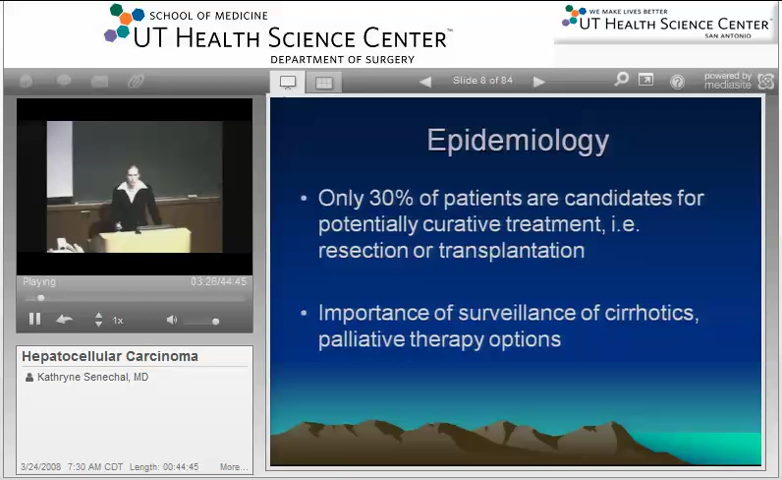 SCHOOL OF MEDICINE
UT HEALTH SCIENCE CENTER™
DEPARTMENT OF SURGERY
WE MAKE LIVES BETTER
UT HEALTH SCIENCE CENTER
SAN ANTONIO
Slide 8 of 84
powered by
mediasite
Epidemiology
• Only 30% of patients are candidates for
potentially curative treatment, i.e.
resection or transplantation
• Importance of surveillance of cirrhotics,
palliative therapy options
Playing 03:28/44:45
1x
Hepatocellular Carcinoma
Kathryne Senechal, MD
3/24/2008 7:30 AM CDT Length: 00:44:45 More...